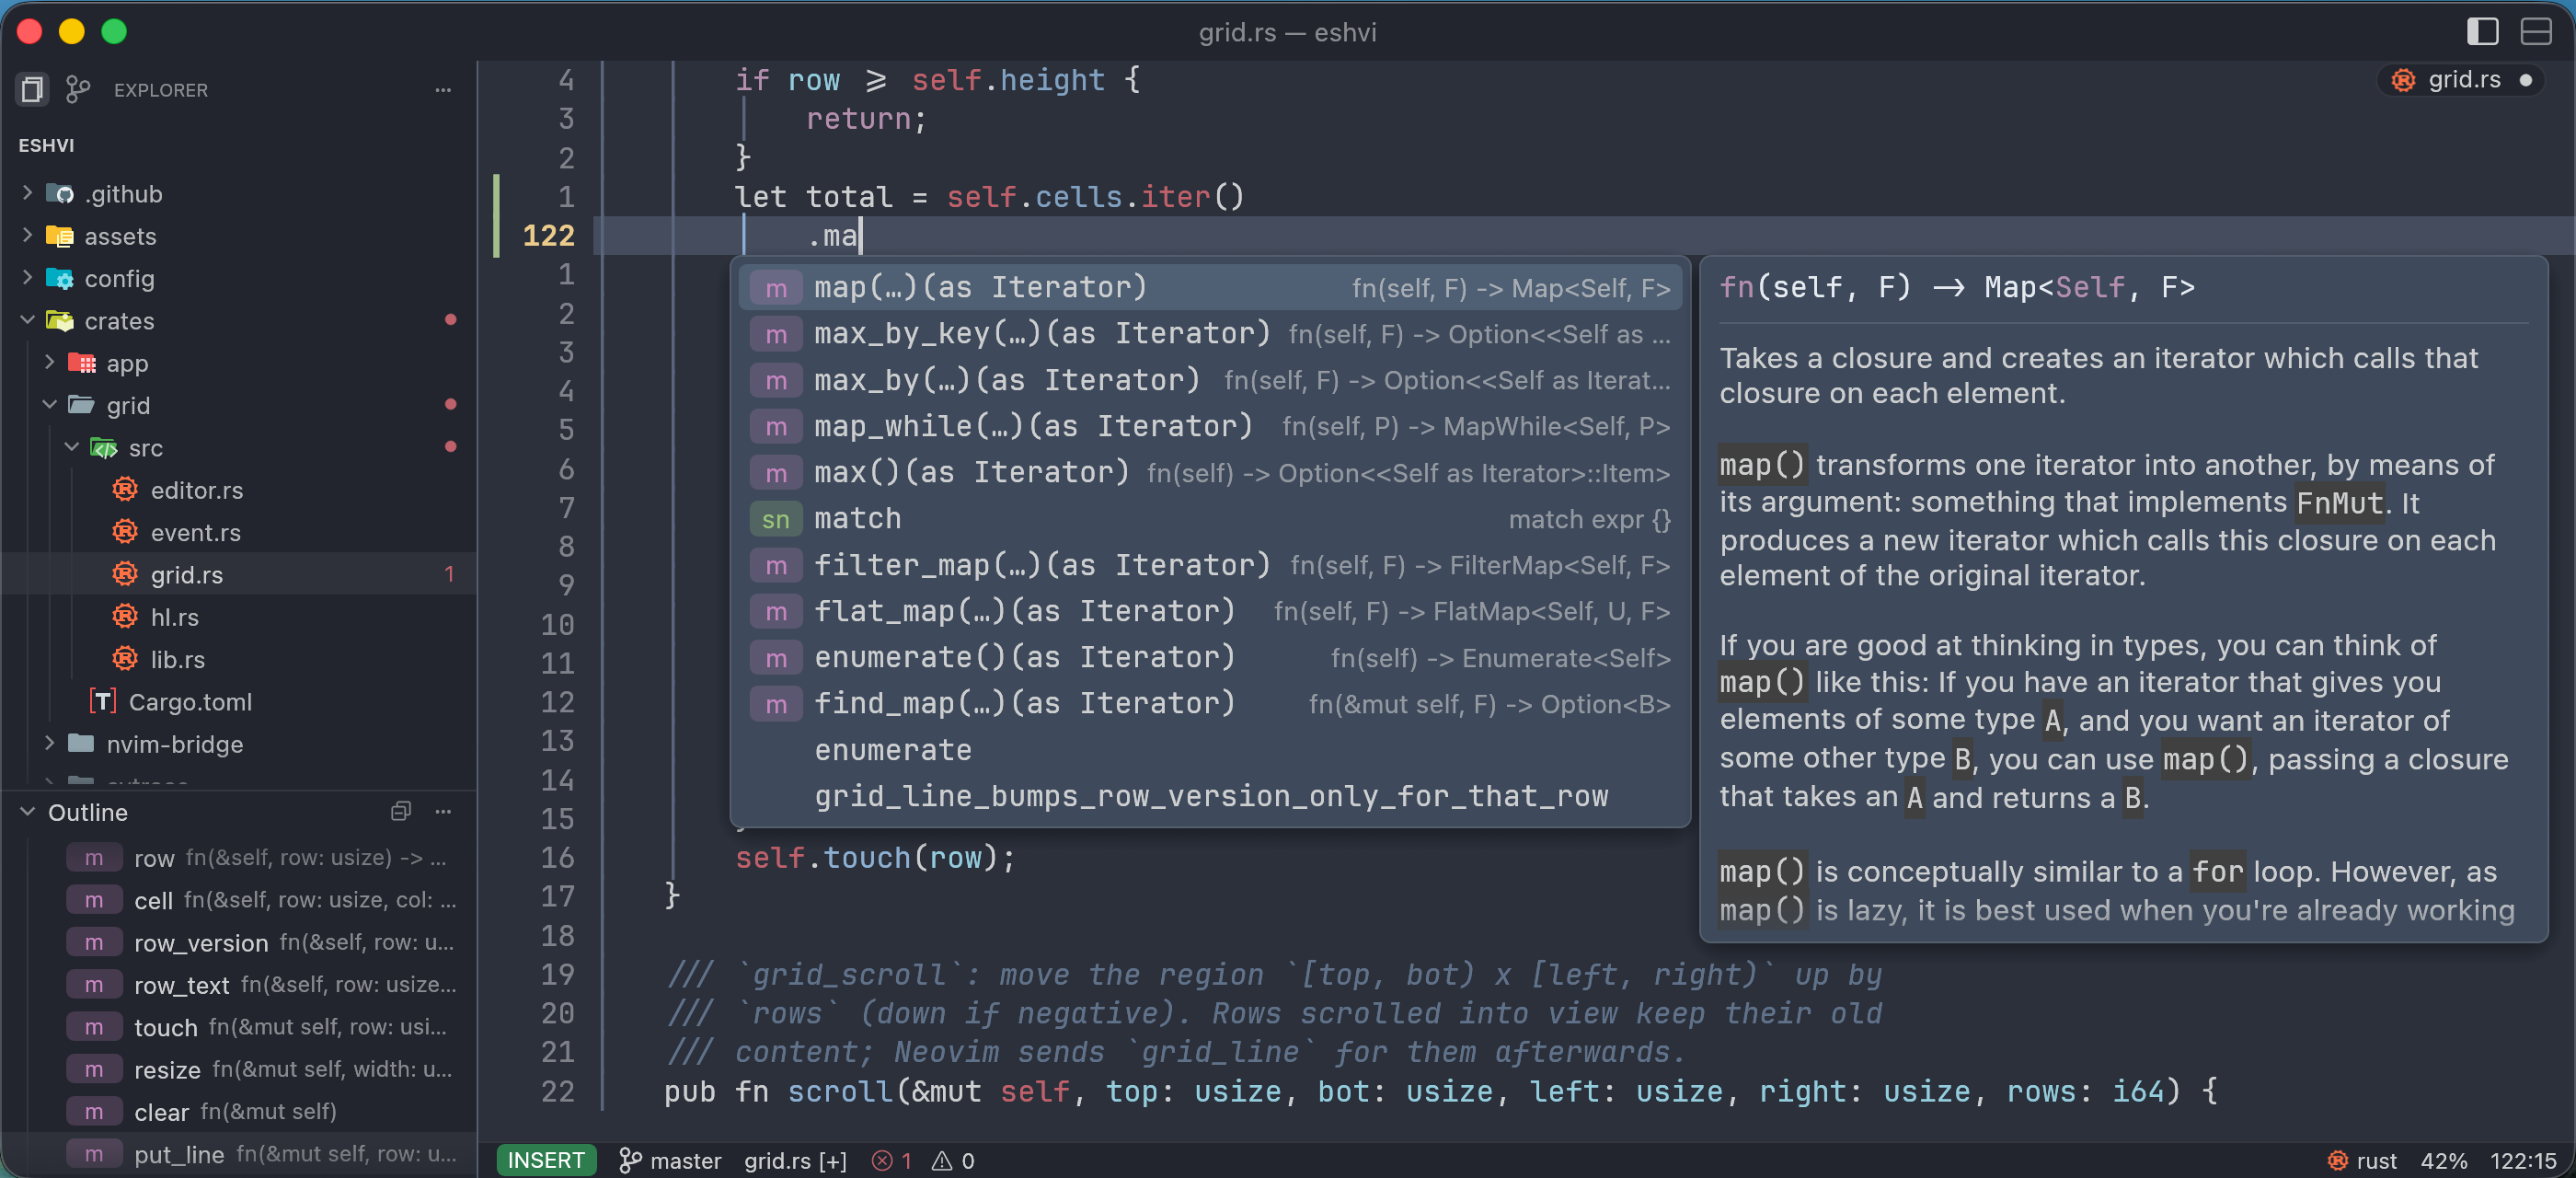 grid.rs — eshvi
EXPLORER
ESHVI
.github
assets
config
crates
app
grid
src
editor.rs
event.rs
grid.rs 1
hl.rs
lib.rs
Cargo.toml
nvim-bridge
Outline
m row fn(&self, row: usize) -> ...
m cell fn(&self, row: usize, col: ...
m row_version fn(&self, row: u...
m row_text fn(&self, row: usize...
m touch fn(&mut self, row: usi...
m resize fn(&mut self, width: u...
m clear fn(&mut self)
m put_line fn(&mut self, row: u...
grid.rs
4 if row >= self.height {
3 return;
2 }
1 let total = self.cells.iter()
122 .ma
1
2
3
4
5
6
7
8
9
10
11
12
13
14
15
16 self.touch(row);
17 }
18
19 /// `grid_scroll`: move the region `[top, bot) x [left, right)` up by
20 /// `rows` (down if negative). Rows scrolled into view keep their old
21 /// content; Neovim sends `grid_line` for them afterwards.
22 pub fn scroll(&mut self, top: usize, bot: usize, left: usize, right: usize, rows: i64) {
m map(…)(as Iterator) fn(self, F) -> Map<Self, F>
m max_by_key(…)(as Iterator) fn(self, F) -> Option<<Self as ...
m max_by(…)(as Iterator) fn(self, F) -> Option<<Self as Iterat...
m map_while(…)(as Iterator) fn(self, P) -> MapWhile<Self, P>
m max()(as Iterator) fn(self) -> Option<<Self as Iterator>::Item>
sn match match expr {}
m filter_map(…)(as Iterator) fn(self, F) -> FilterMap<Self, F>
m flat_map(…)(as Iterator) fn(self, F) -> FlatMap<Self, U, F>
m enumerate()(as Iterator) fn(self) -> Enumerate<Self>
m find_map(…)(as Iterator) fn(&mut self, F) -> Option<B>
enumerate
grid_line_bumps_row_version_only_for_that_row
fn(self, F) -> Map<Self, F>
Takes a closure and creates an iterator which calls that
closure on each element.
map() transforms one iterator into another, by means of
its argument: something that implements FnMut. It
produces a new iterator which calls this closure on each
element of the original iterator.
If you are good at thinking in types, you can think of
map() like this: If you have an iterator that gives you
elements of some type A, and you want an iterator of
some other type B, you can use map(), passing a closure
that takes an A and returns a B.
map() is conceptually similar to a for loop. However, as
map() is lazy, it is best used when you're already working
INSERT master grid.rs [+] 1 0
rust 42% 122:15